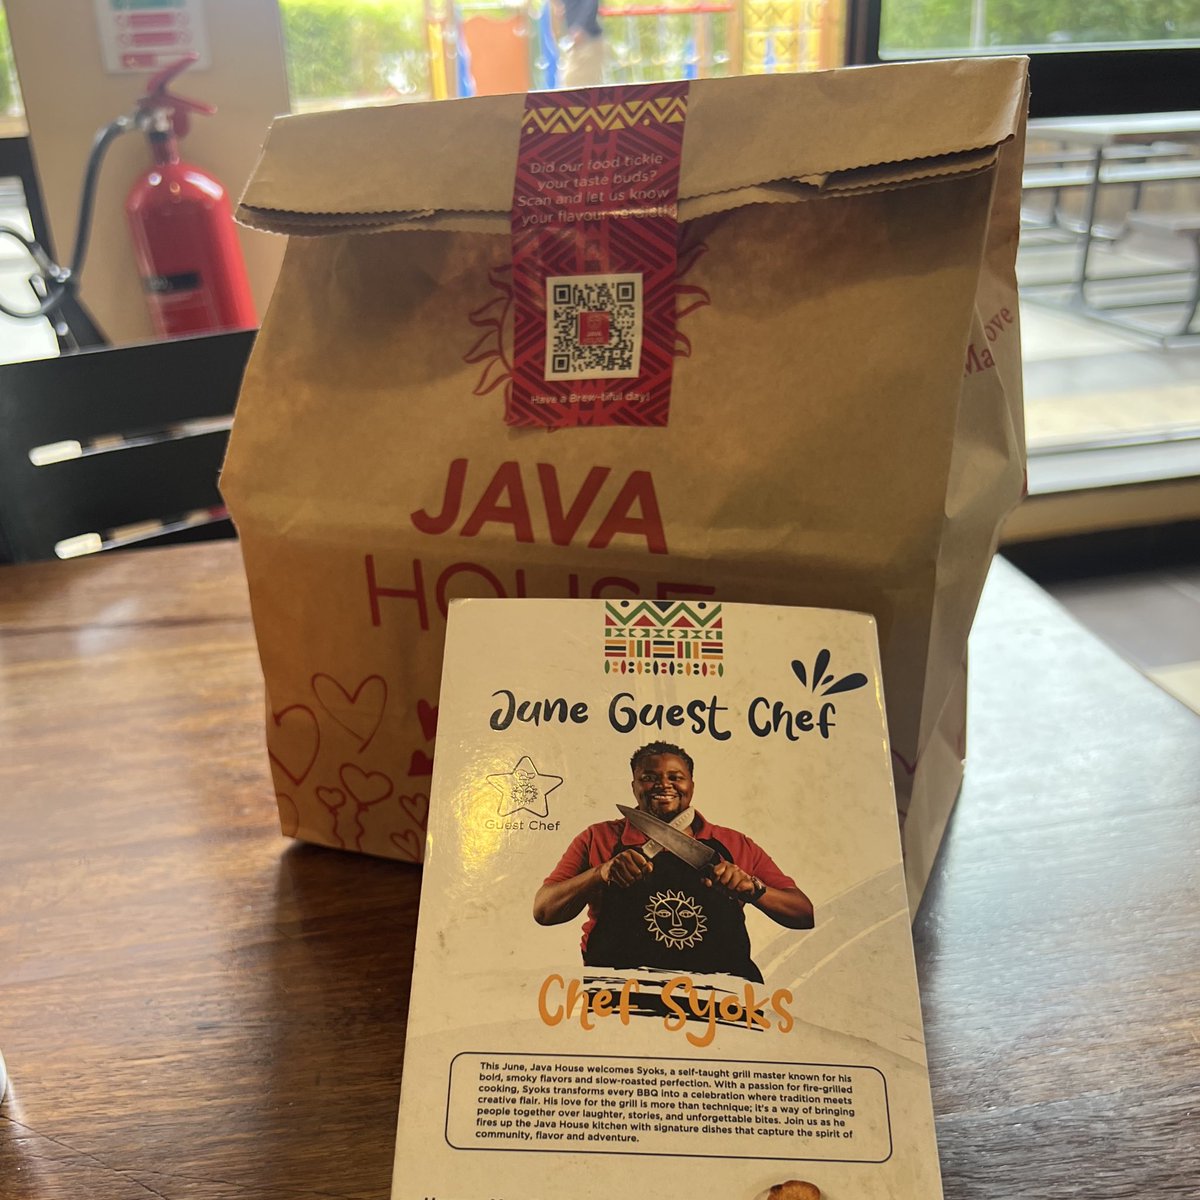 Did our food tickle
your taste buds?
Scan and let us know
your flavour verdict!
JAVA
Have a Brew-tiful day!
ove
Ma
JAVA
HOUSE
June Guest Chef
Guest Chef
Chef Syoks
This June, Java House welcomes Syoks, a self-taught grill master known for his
bold, smoky flavors and slow-roasted perfection. With a passion for fire-grilled
cooking, Syoks transforms every BBQ into a celebration where tradition meets
creative flair. His love for the grill is more than technique; it's a way of bringing
people together over laughter, stories, and unforgettable bites. Join us as he
fires up the Java House kitchen with signature dishes that capture the spirit of
community, flavor and adventure.